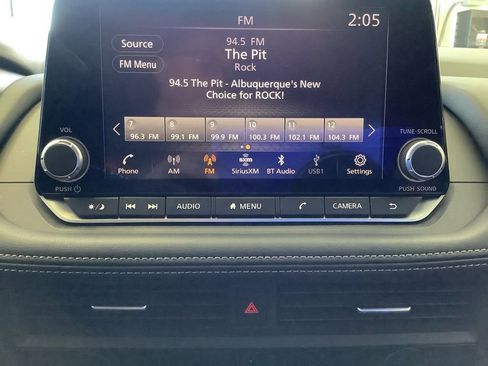 FM
2:05
Source
94.5 FM
The Pit
FM Menu
Rock
94.5 The Pit - Albuquerque's New
Choice for ROCK!
7 8 9 10 11 12
96.3 FM 99.1 FM 99.9 FM 100.3 FM 102.1 FM 104.3 FM
VOL
TUNE·SCROLL
sxm
Phone AM FM SiriusXM BT Audio USB1 Settings
PUSH
PUSH SOUND
AUDIO MENU CAMERA